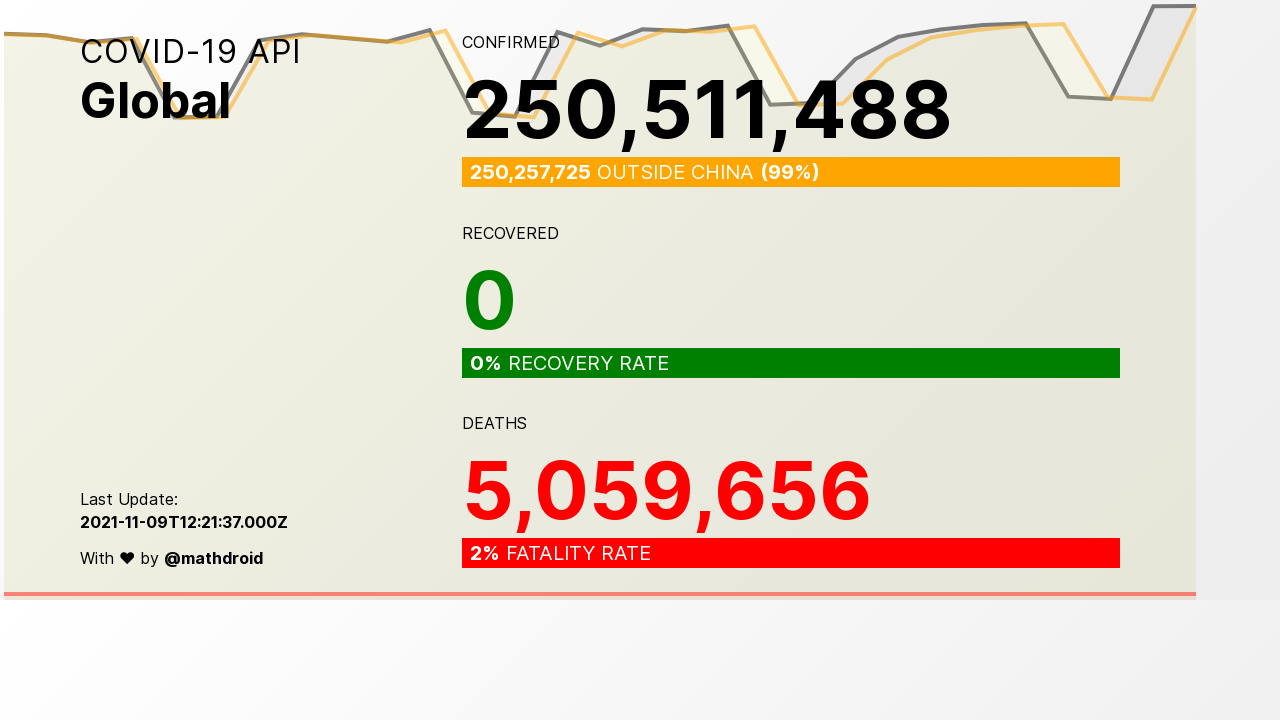 COVID-19 API
Global
CONFIRMED
250,511,488
250,257,725 OUTSIDE CHINA (99%)
RECOVERED
0
0% RECOVERY RATE
DEATHS
5,059,656
2% FATALITY RATE
Last Update:
2021-11-09T12:21:37.000Z
With ♥ by @mathdroid